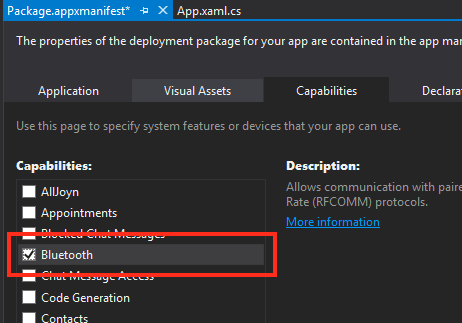 Package.appxmanifest* App.xaml.cs
The properties of the deployment package for your app are contained in the app
Application Visual Assets Capabilities
Use this page to specify system features or devices that your app can use.
Capabilities:
AllJoyn
Appointments
Blocked Chat Messages
Bluetooth
Chat Message Access
Code Generation
Contacts
Description:
Allows communication with
Rate (RFCOMM) protocols.
More information